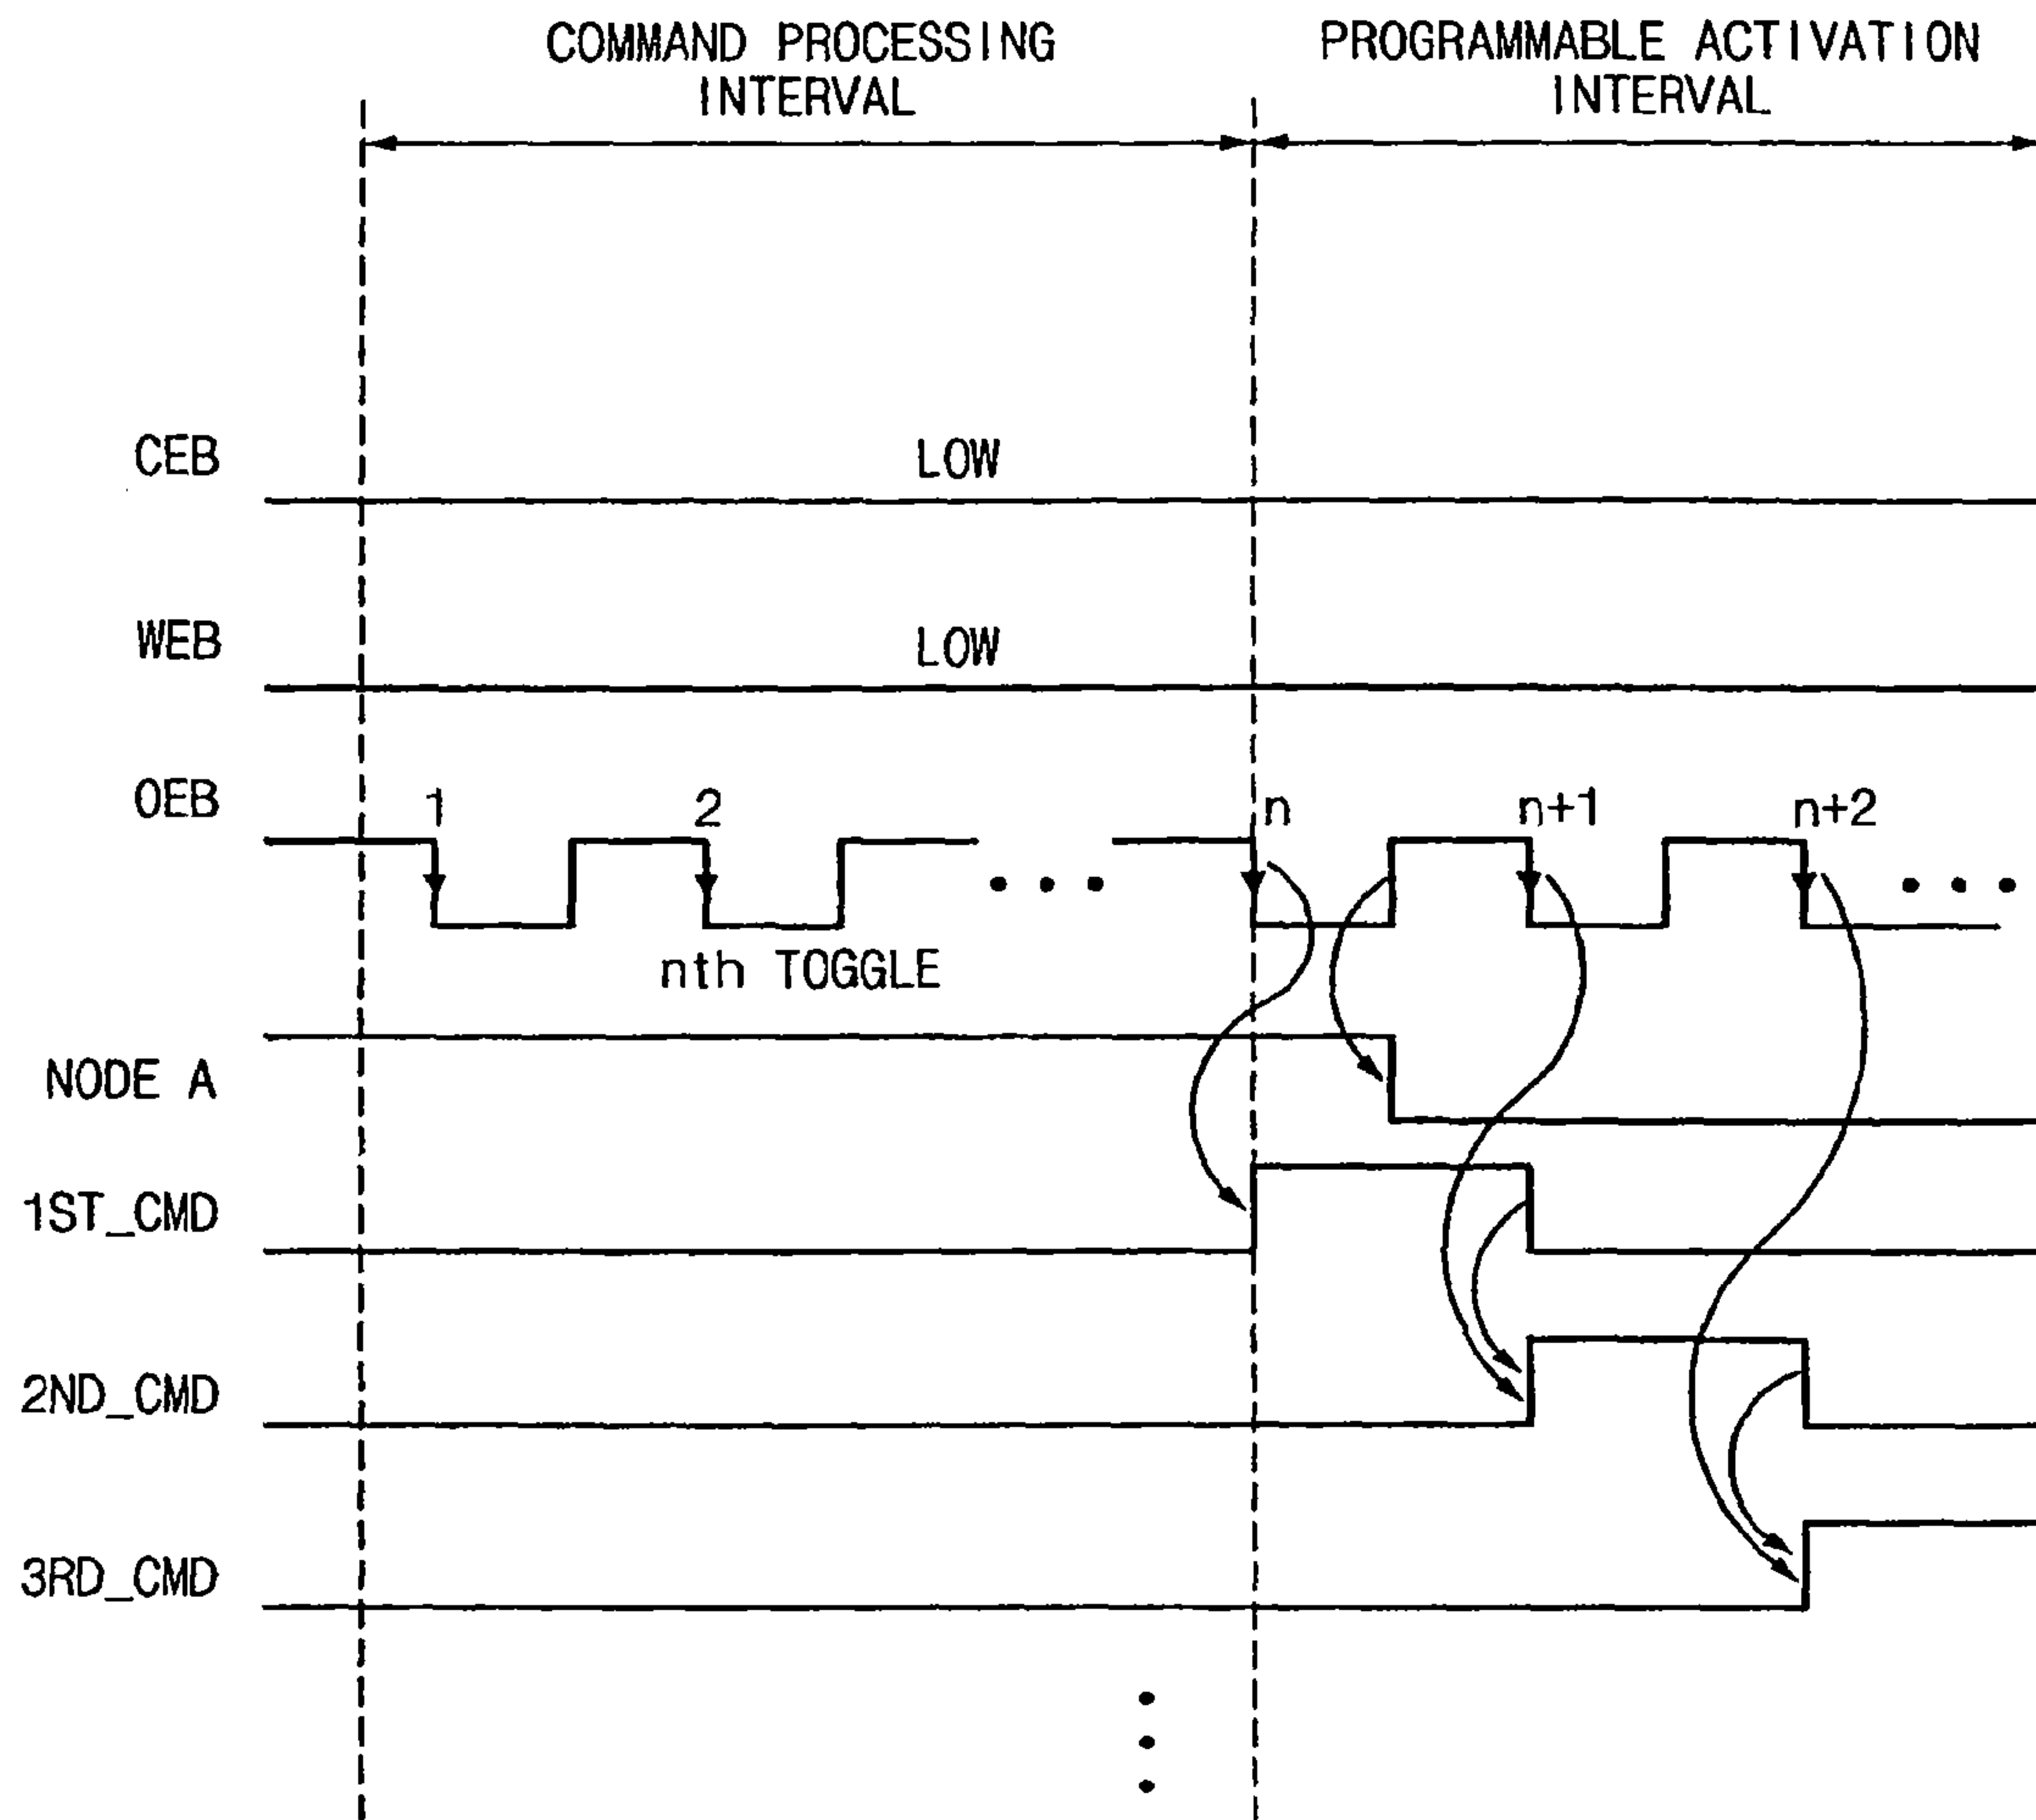 COMMAND PROCESSING
INTERVAL
PROGRAMMABLE ACTIVATION
INTERVAL
CEB
LOW
WEB
LOW
OEB
1
2
n
n+1
n+2
nth TOGGLE
NODE A
1ST_CMD
2ND_CMD
3RD_CMD